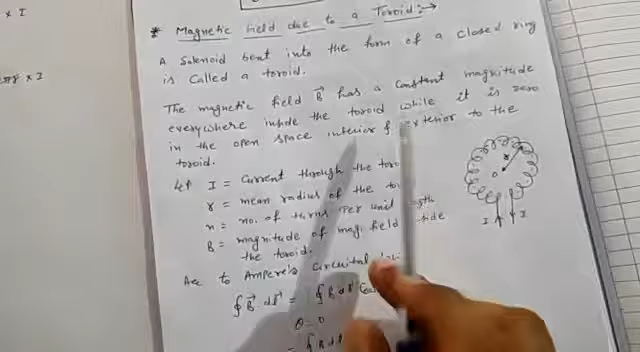 x I
* Magnetic Field due to a Toroid:→
A Solenoid bent into the form of a closed ring
is called a toroid.
The magnetic field B⃗ has a constant magnitude
everywhere inside the toroid while it is zero
in the open space interior & exterior to the
toroid.
Let I = current through the
r = mean radius of the
n = no. of turns per unit
B = magnitude of mag. field
the toroid.
r
O
I I
Acc to Ampere's circuital
∮ B⃗ dl⃗ = ∮ B dl
θ = 0
= ∮ B dl